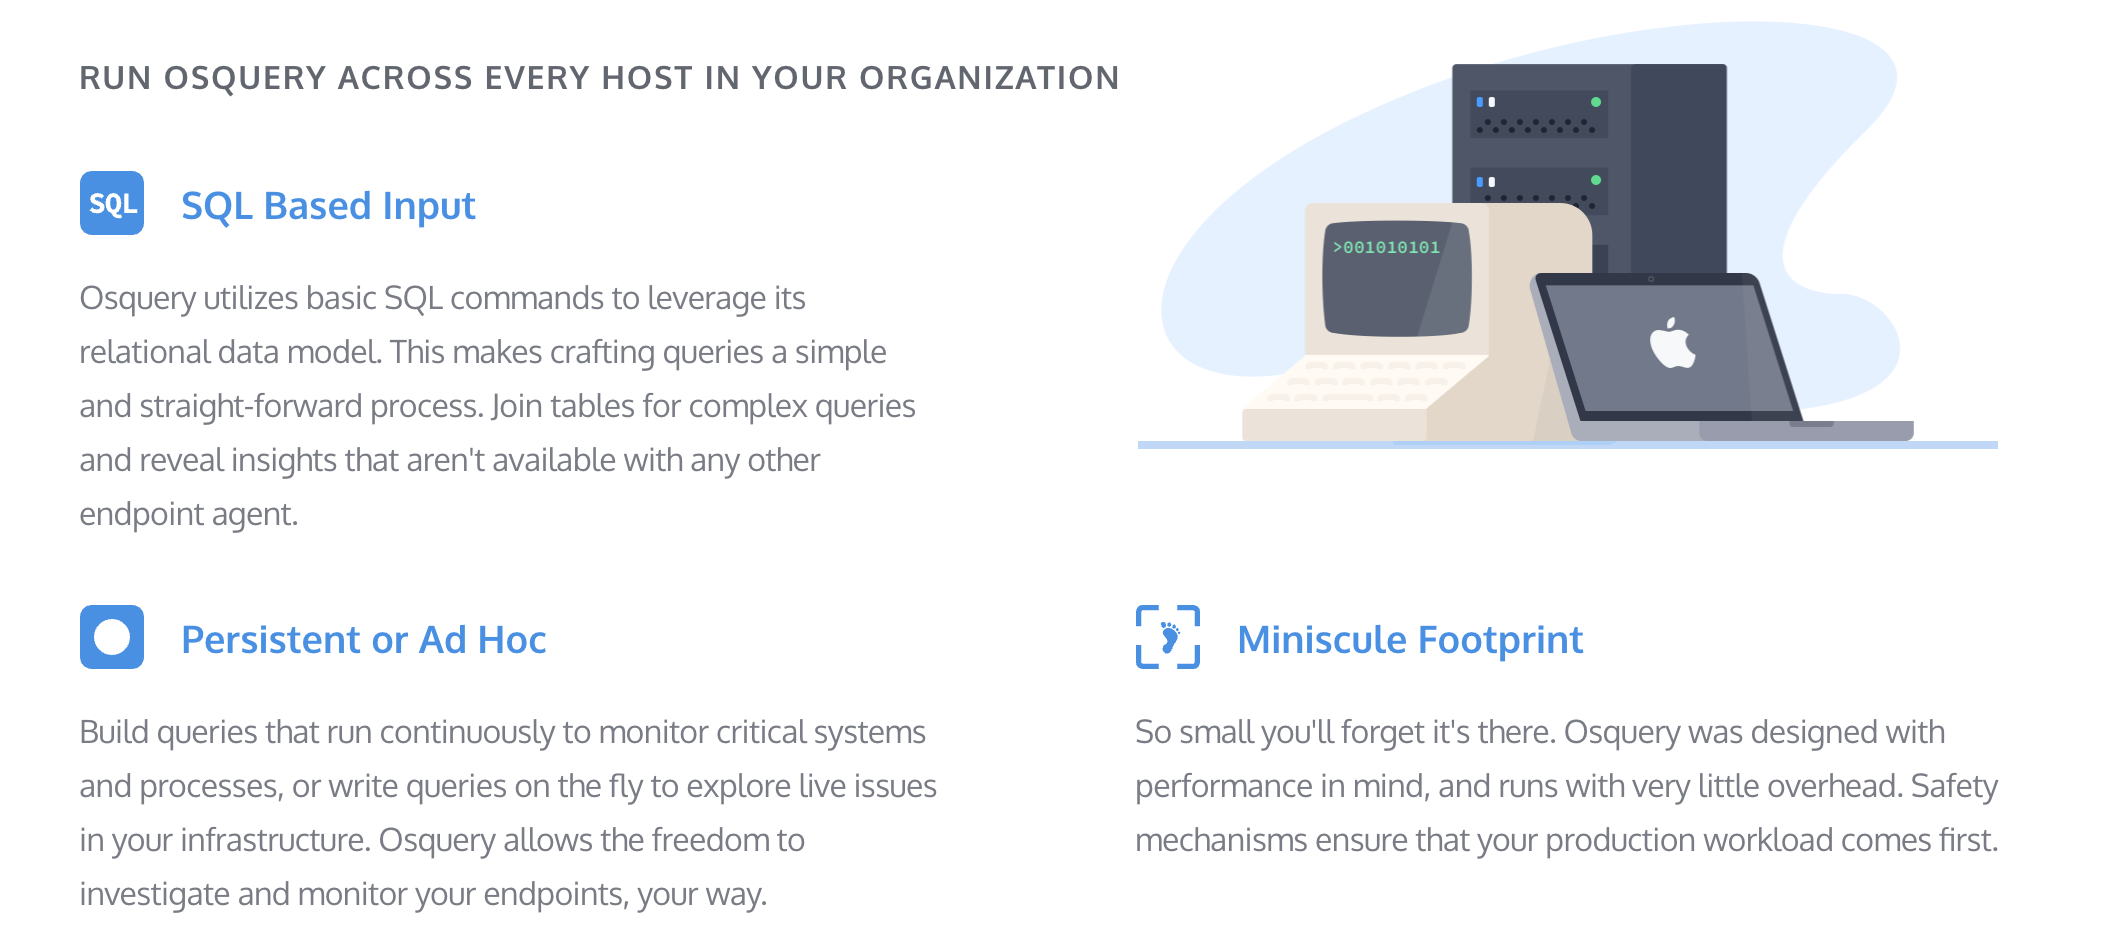 RUN OSQUERY ACROSS EVERY HOST IN YOUR ORGANIZATION
SQL
SQL Based Input
Osquery utilizes basic SQL commands to leverage its
relational data model. This makes crafting queries a simple
and straight-forward process. Join tables for complex queries
and reveal insights that aren't available with any other
endpoint agent.
>001010101
Persistent or Ad Hoc
Build queries that run continuously to monitor critical systems
and processes, or write queries on the fly to explore live issues
in your infrastructure. Osquery allows the freedom to
investigate and monitor your endpoints, your way.
Miniscule Footprint
So small you'll forget it's there. Osquery was designed with
performance in mind, and runs with very little overhead. Safety
mechanisms ensure that your production workload comes first.